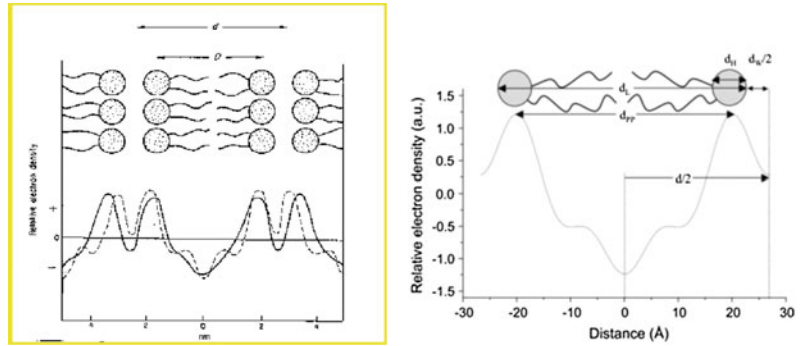 d
D
Relative electron density
+
o
−
4
2
0
2
4
nm
d_H
d_W/2
d_L
d_PP
d/2
Relative electron density (a.u.)
1.5
1.0
0.5
0.0
-0.5
-1.0
-1.5
-30
-20
-10
0
10
20
30
Distance (Å)